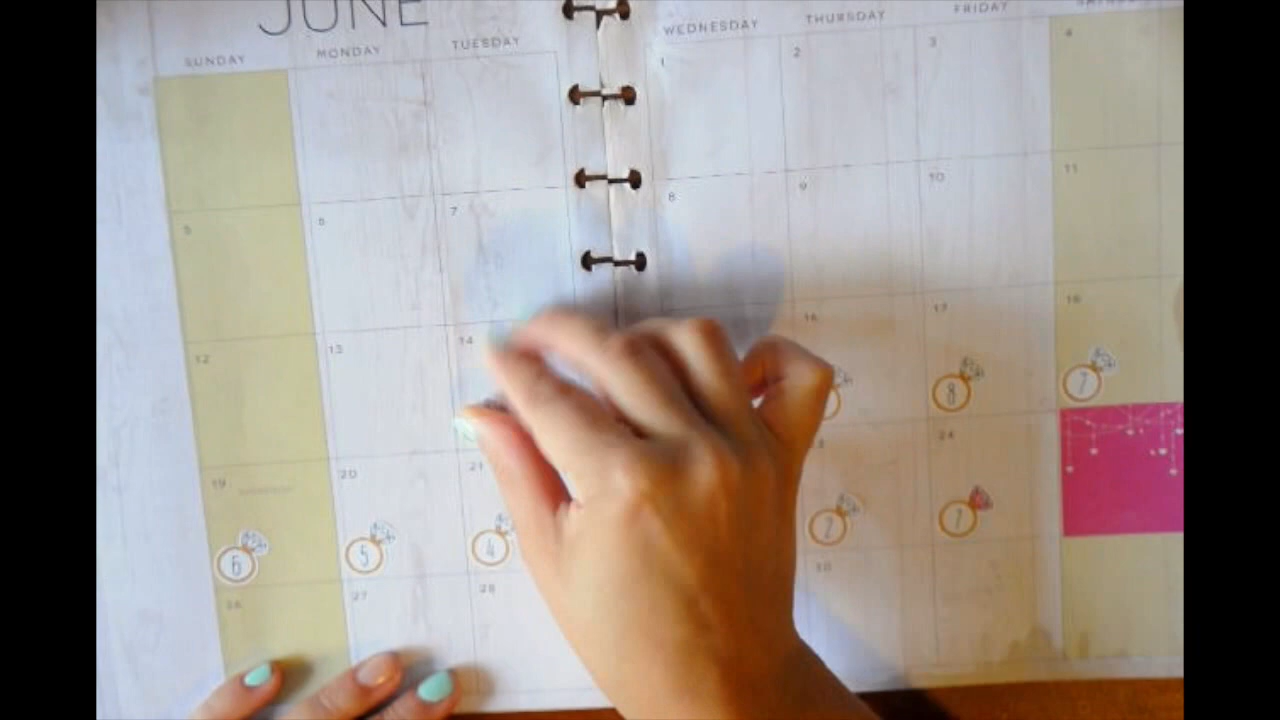 JUNE
SUNDAY MONDAY TUESDAY WEDNESDAY THURSDAY FRIDAY
1 2 3 4
5 6 7 8 9 10 11
12 13 14 16 17 18
8 7
19 20 21 24
6 5 4 2 1
26 27 28 30